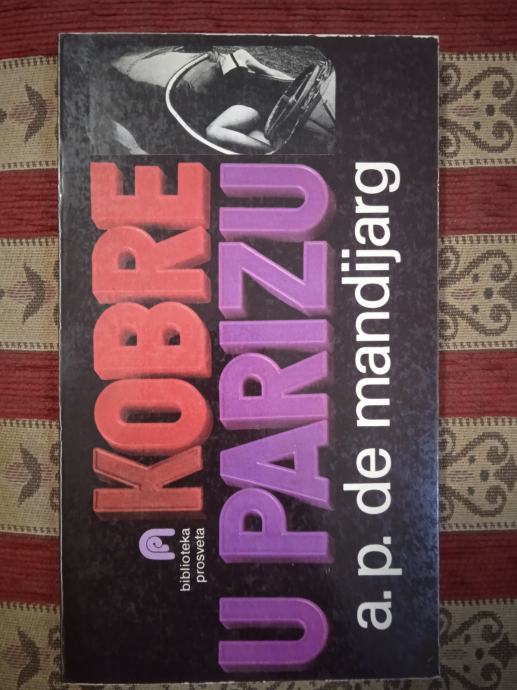 KOBRE
U PARIZU
a. p. de mandijarg
biblioteka
prosveta